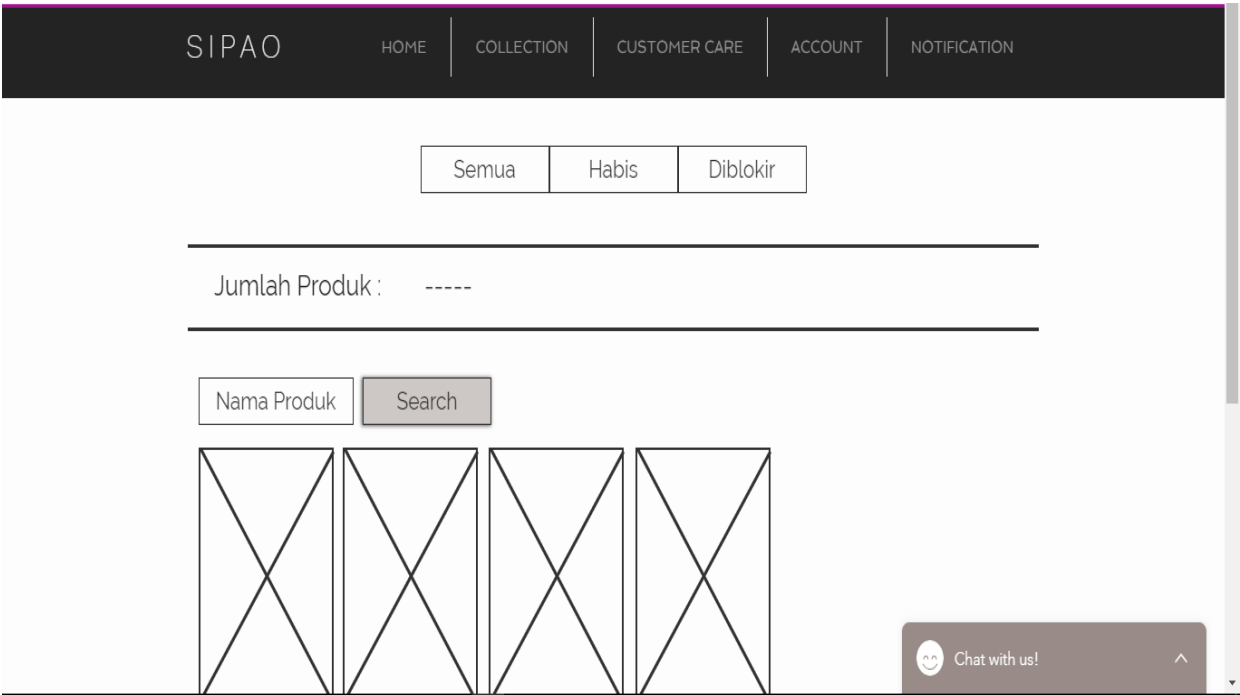 SIPAO HOME COLLECTION CUSTOMER CARE ACCOUNT NOTIFICATION
Semua Habis Diblokir
Jumlah Produk : -----
Nama Produk Search
Chat with us!